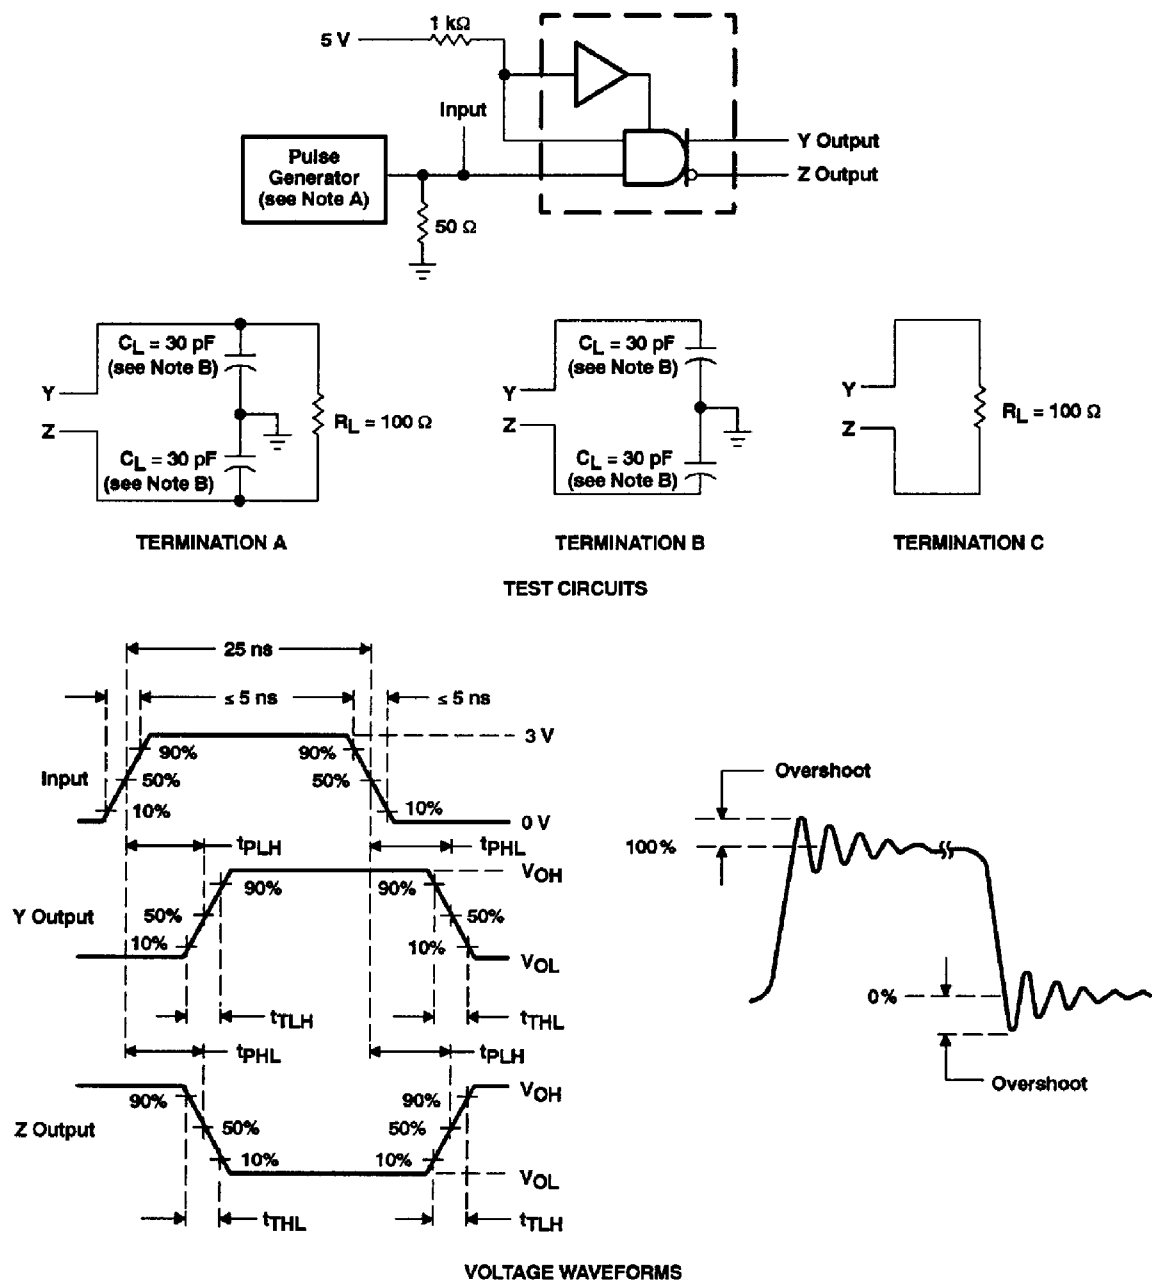 1 kΩ
5 V
Input
Pulse
Generator
(see Note A)
50 Ω
Y Output
Z Output
CL = 30 pF
(see Note B)
Y
Z
RL = 100 Ω
CL = 30 pF
(see Note B)
TERMINATION A
CL = 30 pF
(see Note B)
Y
Z
CL = 30 pF
(see Note B)
TERMINATION B
Y
Z
RL = 100 Ω
TERMINATION C
TEST CIRCUITS
25 ns
≤ 5 ns
≤ 5 ns
3 V
90%
90%
Input
50%
50%
10%
10%
0 V
tPLH
tPHL
VOH
90%
90%
Y Output
50%
50%
10%
10%
VOL
tTLH
tTHL
tPHL
tPLH
VOH
90%
90%
Z Output
50%
50%
10%
10%
VOL
tTHL
tTLH
Overshoot
100%
0%
Overshoot
VOLTAGE WAVEFORMS